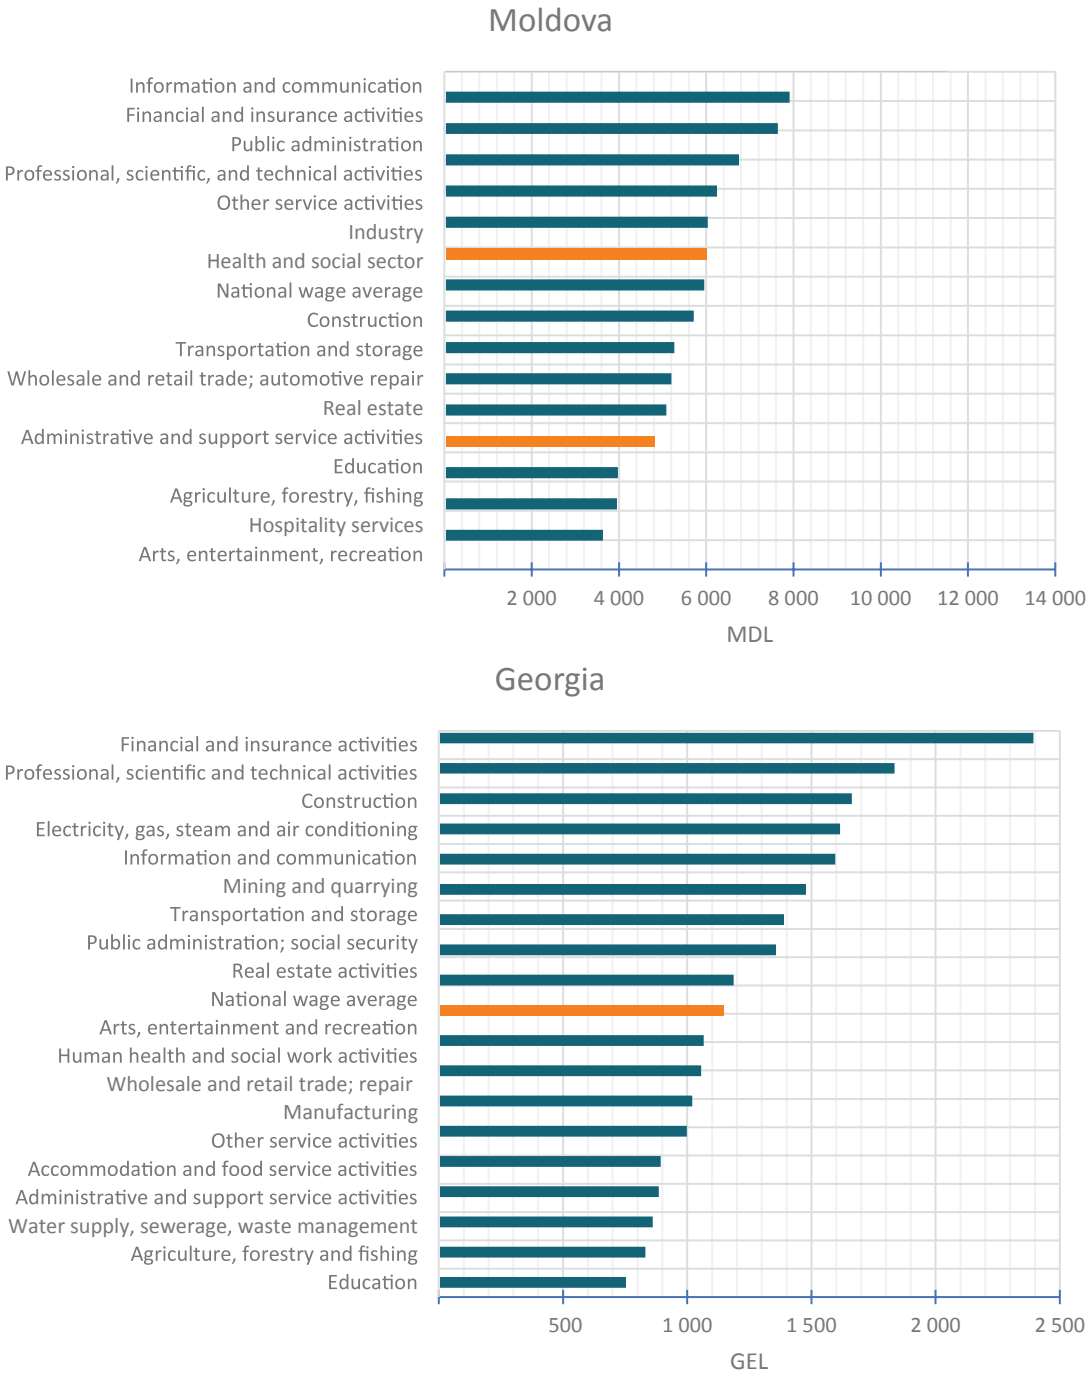 Moldova
Information and communication
Financial and insurance activities
Public administration
Professional, scientific, and technical activities
Other service activities
Industry
Health and social sector
National wage average
Construction
Transportation and storage
Wholesale and retail trade; automotive repair
Real estate
Administrative and support service activities
Education
Agriculture, forestry, fishing
Hospitality services
Arts, entertainment, recreation
2 000 4 000 6 000 8 000 10 000 12 000 14 000
MDL
Georgia
Financial and insurance activities
Professional, scientific and technical activities
Construction
Electricity, gas, steam and air conditioning
Information and communication
Mining and quarrying
Transportation and storage
Public administration; social security
Real estate activities
National wage average
Arts, entertainment and recreation
Human health and social work activities
Wholesale and retail trade; repair
Manufacturing
Other service activities
Accommodation and food service activities
Administrative and support service activities
Water supply, sewerage, waste management
Agriculture, forestry and fishing
Education
500 1 000 1 500 2 000 2 500
GEL